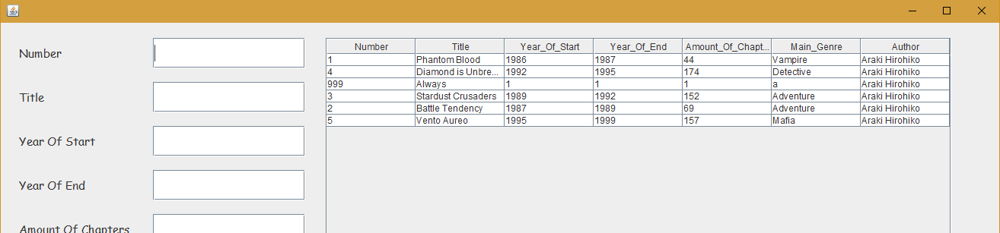 Number
Title
Year Of Start
Year Of End
Amount Of Chapters
Number Title Year_Of_Start Year_Of_End Amount_Of_Chapt... Main_Genre Author
1 Phantom Blood 1986 1987 44 Vampire Araki Hirohiko
4 Diamond is Unbre... 1992 1995 174 Detective Araki Hirohiko
999 Always 1 1 1 a Araki Hirohiko
3 Stardust Crusaders 1989 1992 152 Adventure Araki Hirohiko
2 Battle Tendency 1987 1989 69 Adventure Araki Hirohiko
5 Vento Aureo 1995 1999 157 Mafia Araki Hirohiko